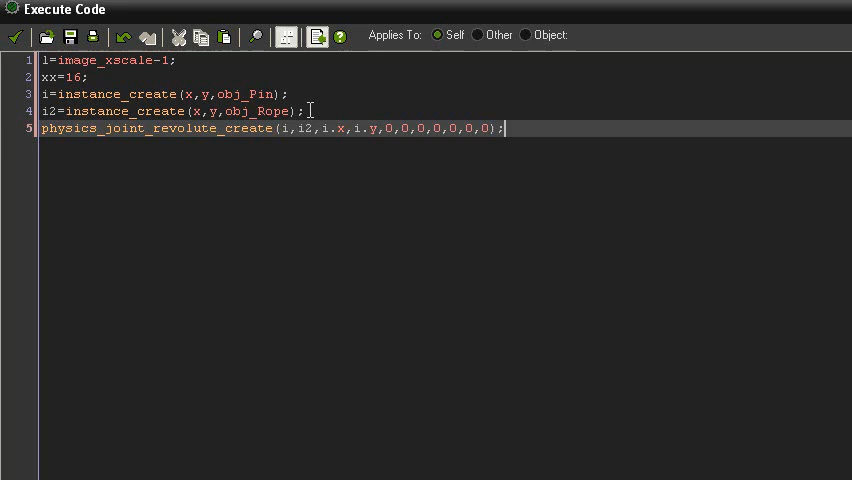 Execute Code
Applies To: Self Other Object:
1 l=image_xscale-1;
2 xx=16;
3 i=instance_create(x,y,obj_Pin);
4 i2=instance_create(x,y,obj_Rope);
5 physics_joint_revolute_create(i,i2,i.x,i.y,0,0,0,0,0,0,0);